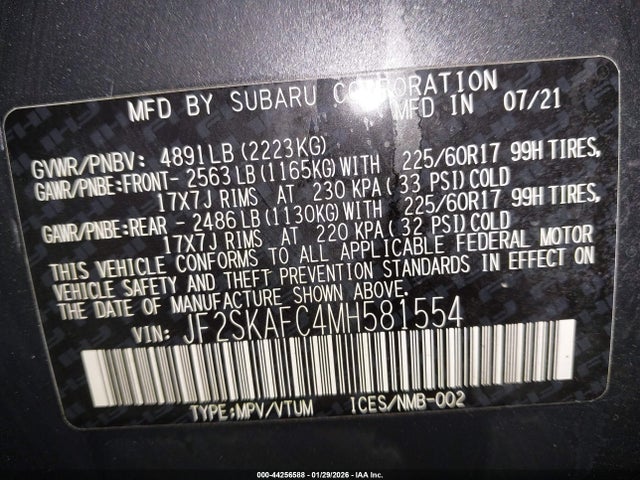 MFD BY SUBARU CORPORATION
MFD IN 07/21
GVWR/PNBV: 4891LB (2223KG)
GAWR/PNBE:FRONT- 2563LB (1165KG)WITH 225/60R17 99H TIRES,
17X7J RIMS AT 230 KPA (33 PSI)COLD
GAWR/PNBE:REAR - 2486LB (1130KG)WITH 225/60R17 99H TIRES,
17X7J RIMS AT 220 KPA (32 PSI)COLD
THIS VEHICLE CONFORMS TO ALL APPLICABLE FEDERAL MOTOR
VEHICLE SAFETY AND THEFT PREVENTION STANDARDS IN EFFECT ON
THE DATE OF MANUFACTURE SHOWN ABOVE.
VIN: JF2SKAFC4MH581554
TYPE:MPV/VTUM ICES/NMB-002
000-44256588 - 01/29/2026 - IAA Inc.